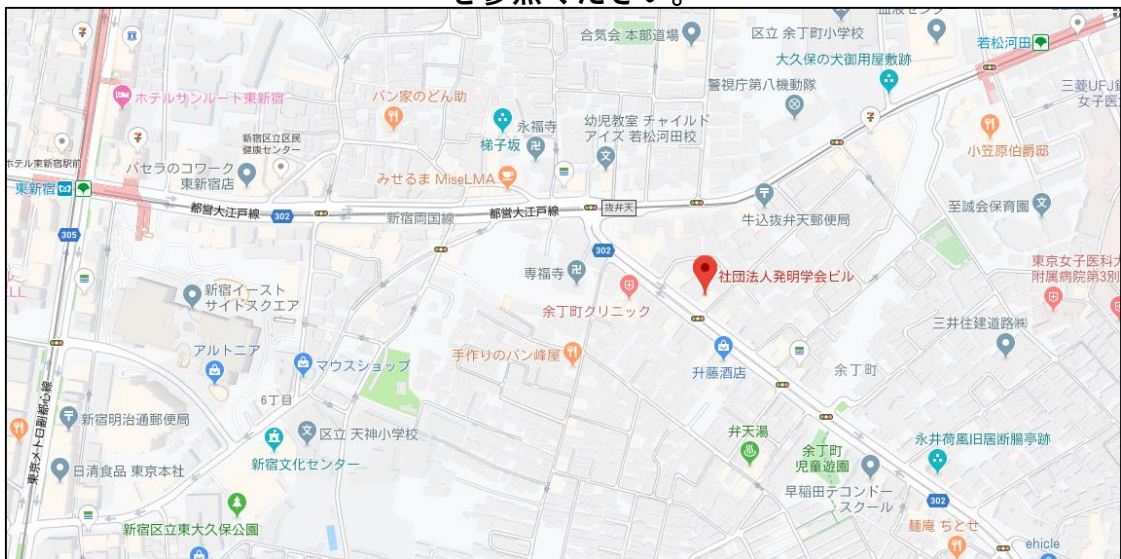 を参照ください。
合気会 本部道場
区立 余丁町小学校
若松河田
大久保の犬御用屋敷跡
警視庁第八機動隊
三菱UFJ
女子医
ホテルサンルート東新宿
パン家のどん助
永福寺
梯子坂
幼児教室 チャイルド
アイズ 若松河田校
小笠原伯爵邸
新宿区立区民
健康センター
ホテル東新宿駅前
パセラのコワーク
東新宿店
みせるま MiseLMA
東新宿
都営大江戸線
302
新宿両国線
都営大江戸線
抜弁天
牛込抜弁天郵便局
至誠会保育園
305
302
専福寺
社団法人発明学会ビル
東京女子医科大
附属病院第3別
新宿イースト
サイドスクエア
余丁町クリニック
三井住建道路㈱
アルトニア
マウスショップ
手作りのパン峰屋
升藤酒店
余丁町
6丁目
新宿明治通郵便局
区立 天神小学校
新宿文化センター
弁天湯
余丁町
児童遊園
永井荷風旧居断腸亭跡
東京メトロ副都心線
日清食品 東京本社
早稲田テコンドー
スクール
302
新宿区立東大久保公園
麺庵 ちとせ
ehicle